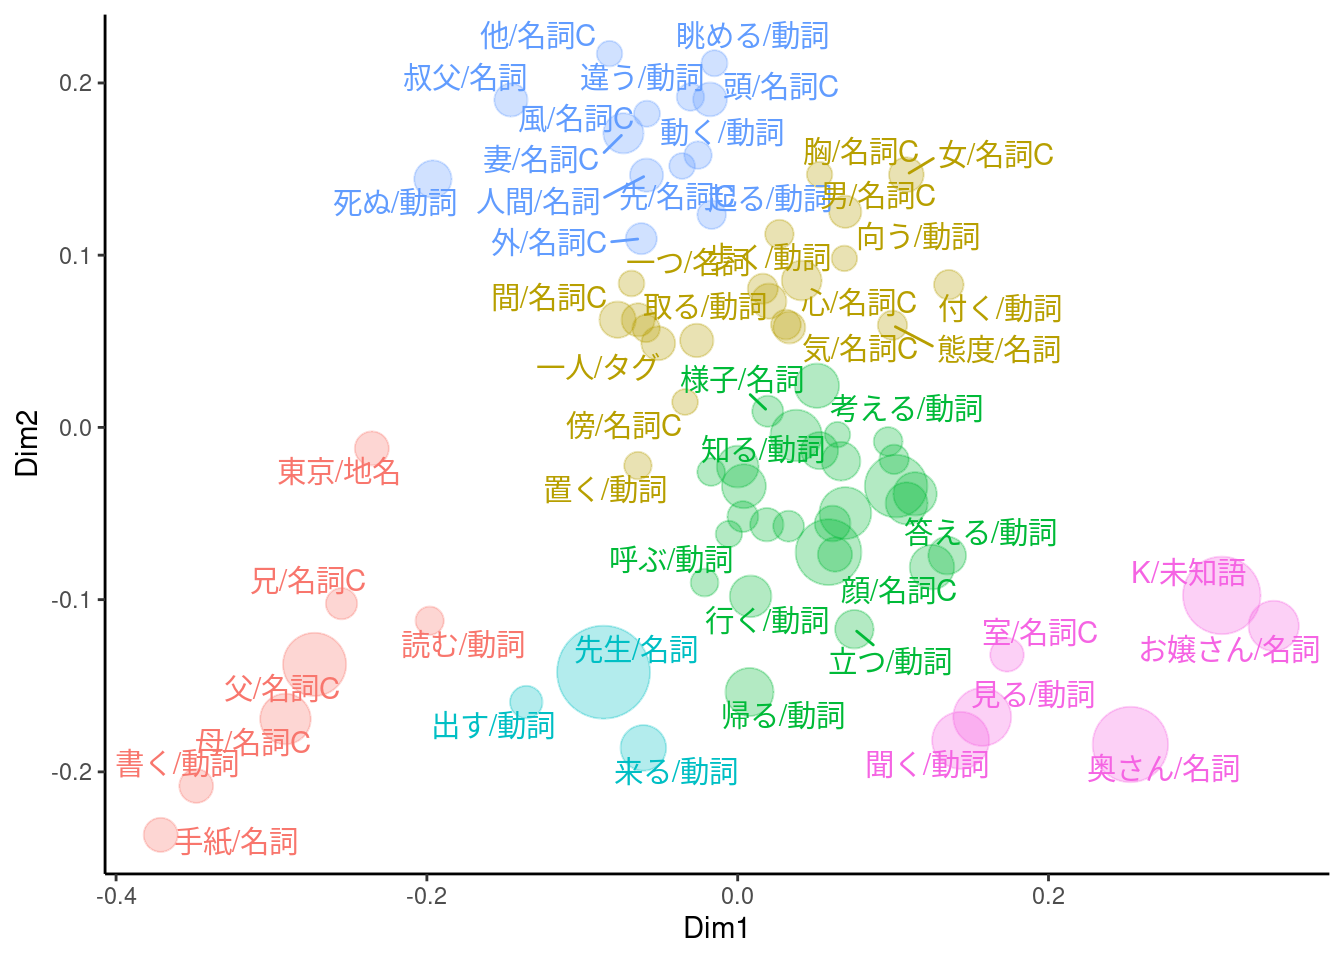 他/名詞C
眺める/動詞
叔父/名詞
違う/動詞
頭/名詞C
風/名詞C
動く/動詞
妻/名詞C
胸/名詞C
女/名詞C
死ぬ/動詞
人間/名詞
先/名詞C
起る/動詞
男/名詞C
外/名詞C
向う/動詞
一つ/名詞
歩く/動詞
間/名詞C
取る/動詞
心/名詞C
付く/動詞
気/名詞C
態度/名詞
一人/タグ
様子/名詞
傍/名詞C
考える/動詞
知る/動詞
東京/地名
置く/動詞
答える/動詞
呼ぶ/動詞
兄/名詞C
K/未知語
顔/名詞C
行く/動詞
室/名詞C
読む/動詞
先生/名詞
お嬢さん/名詞
立つ/動詞
父/名詞C
見る/動詞
帰る/動詞
出す/動詞
母/名詞C
書く/動詞
来る/動詞
聞く/動詞
奥さん/名詞
手紙/名詞
0.2
0.1
0.0
-0.1
-0.2
Dim2
-0.4
-0.2
0.0
0.2
Dim1